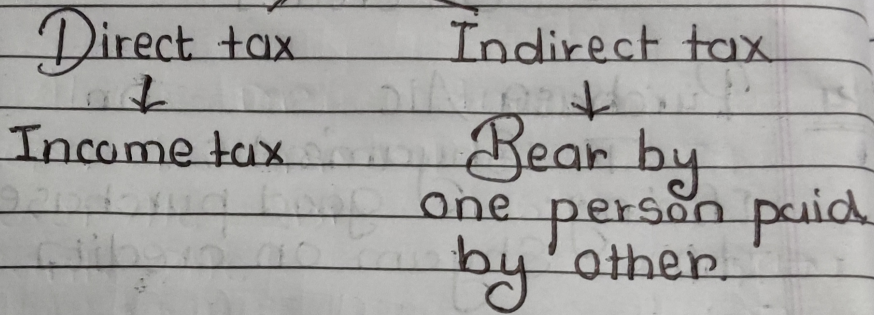 Direct tax Indirect tax
↓ ↓
Income tax Bear by
one person paid
by other.